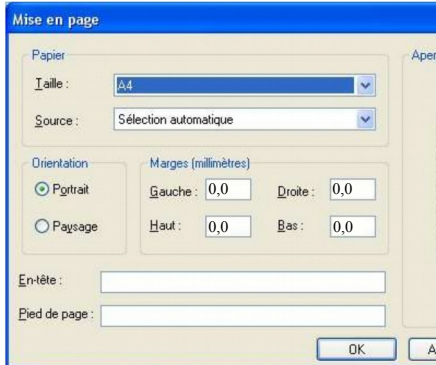 Mise en page
Papier
Aper
Taille : A4
Source : Sélection automatique
Orientation
Marges (millimètres)
Portrait
Gauche : 0,0 Droite : 0,0
Paysage
Haut : 0,0 Bas : 0,0
En-tête :
Pied de page :
OK A